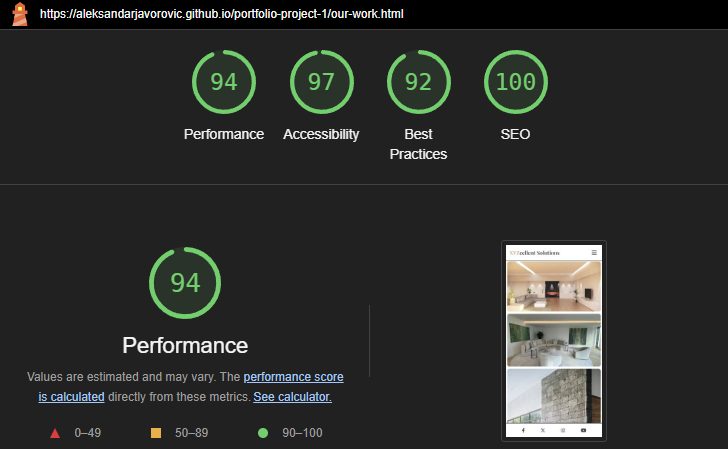 https://aleksandarjavorovic.github.io/portfolio-project-1/our-work.html
94
97
92
100
Performance
Accessibility
Best
Practices
SEO
94
Performance
Values are estimated and may vary. The performance score
is calculated directly from these metrics. See calculator.
0–49
50–89
90–100
Solutions